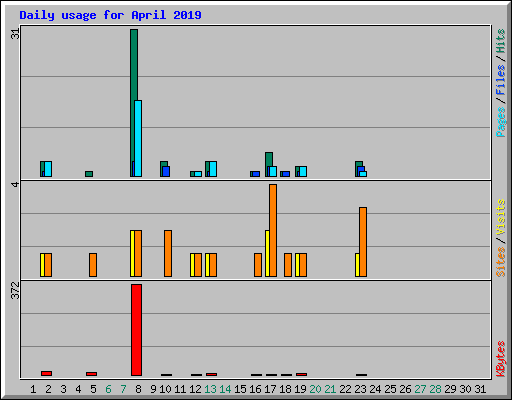 Daily usage for April 2019
31
Pages / Files / Hits
4
Sites / Visits
372
KBytes
1 2 3 4 5 6 7 8 9 10 11 12 13 14 15 16 17 18 19 20 21 22 23 24 25 26 27 28 29 30 31